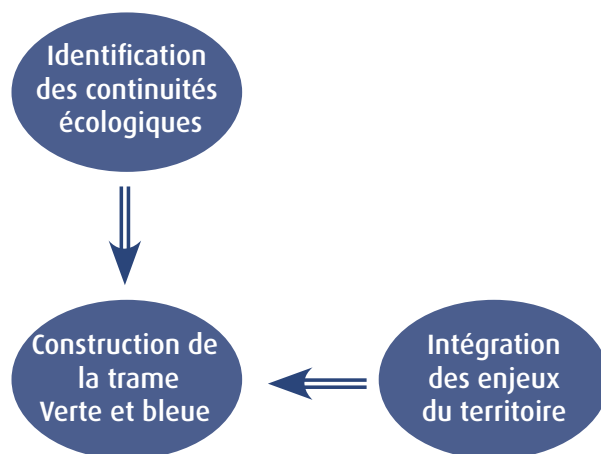 Identification
des continuités
écologiques
Construction de
la trame
Verte et bleue
Intégration
des enjeux
du territoire